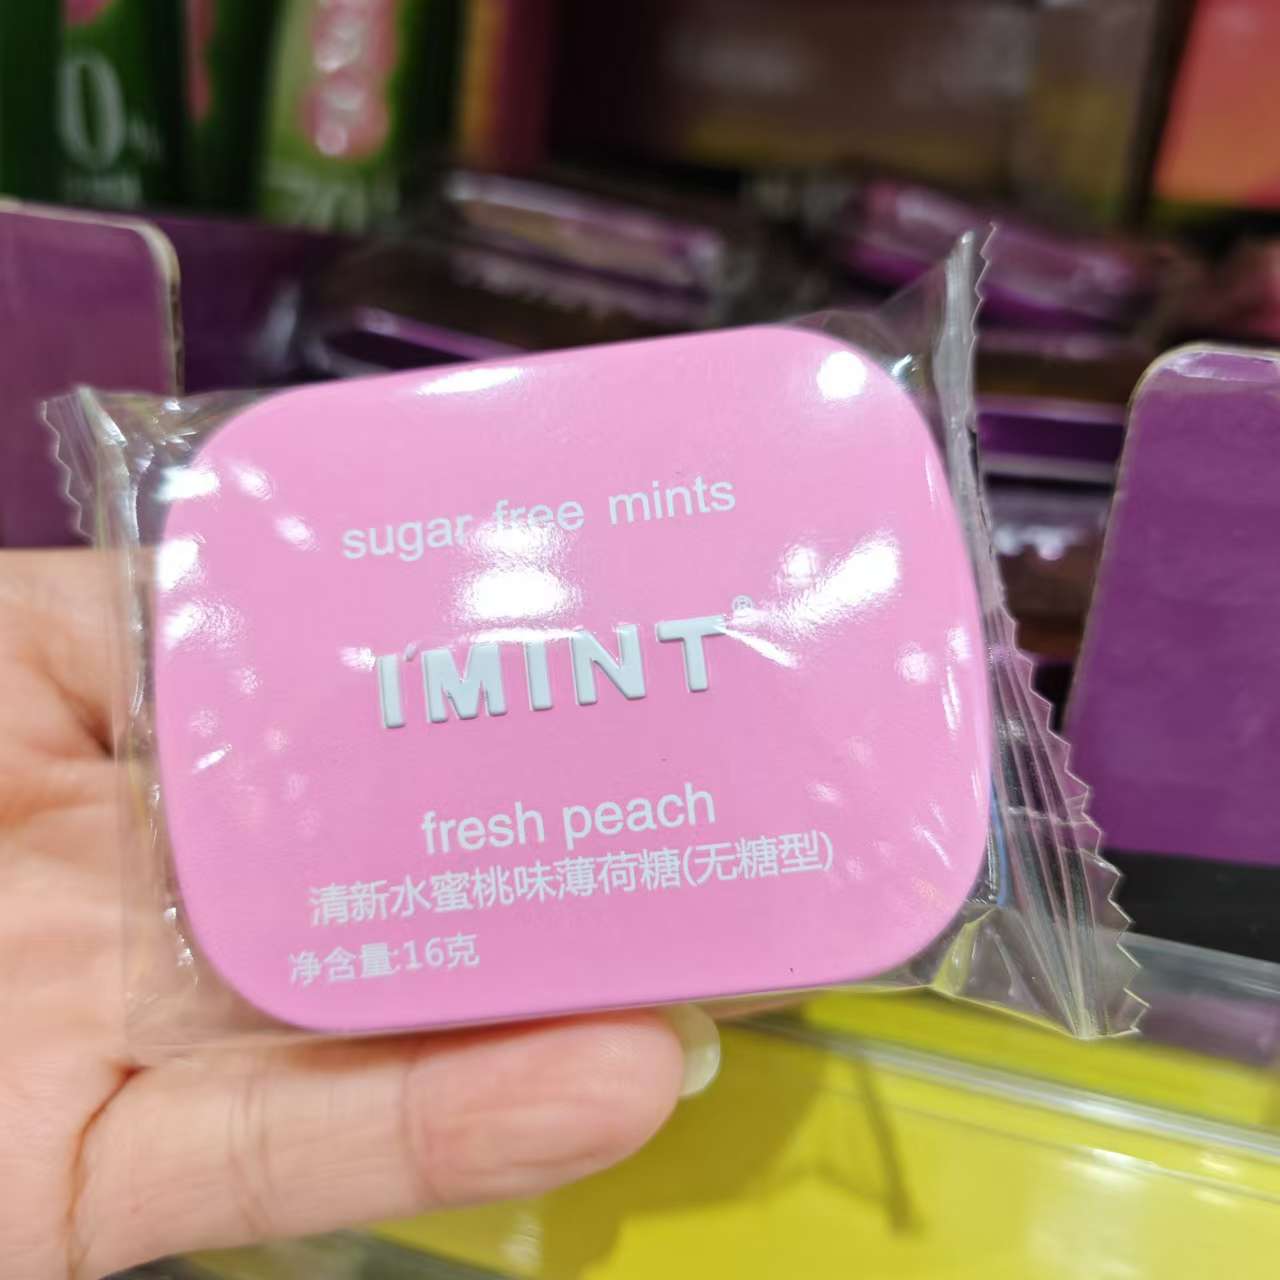 0%
sugar free mints
I'MINT®
fresh peach
清新水蜜桃味薄荷糖(无糖型)
净含量:16克